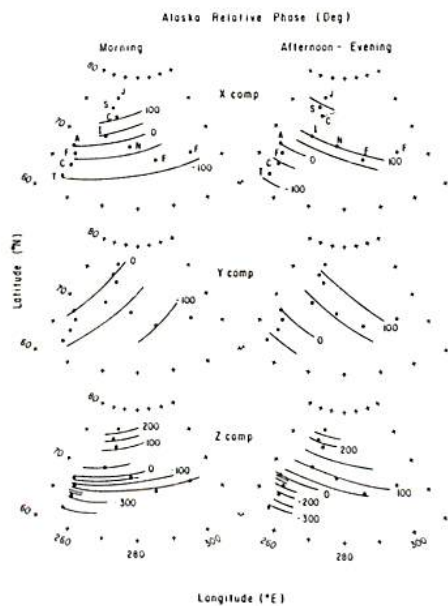 Alaska Relative Phase (Deg)
Morning
Afternoon - Evening
80
X comp
J
S
C
100
70
I
0
A
N
F
F
F
C
-100
T
60
J
S
C
I
A
N
F
F
F
C
0
100
T
-100
Latitude (°N)
80
Y comp
0
70
-100
60
0
100
80
Z comp
200
100
70
0
-100
-300
60
200
100
0
-200
-300
260
280
300
260
280
300
Longitude (°E)